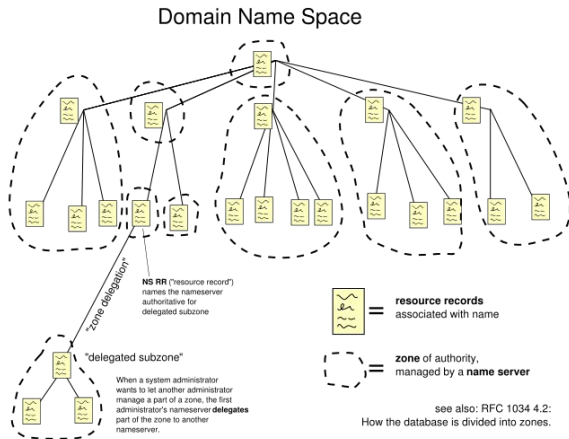 Domain Name Space
NS RR ("resource record")
names the nameserver
authoritative for
delegated subzone
"zone delegation"
resource records
associated with name
"delegated subzone"
When a system administrator
wants to let another administrator
manage a part of a zone, the first
administrator's nameserver delegates
part of the zone to another
nameserver.
zone of authority,
managed by a name server
see also: RFC 1034 4.2:
How the database is divided into zones.